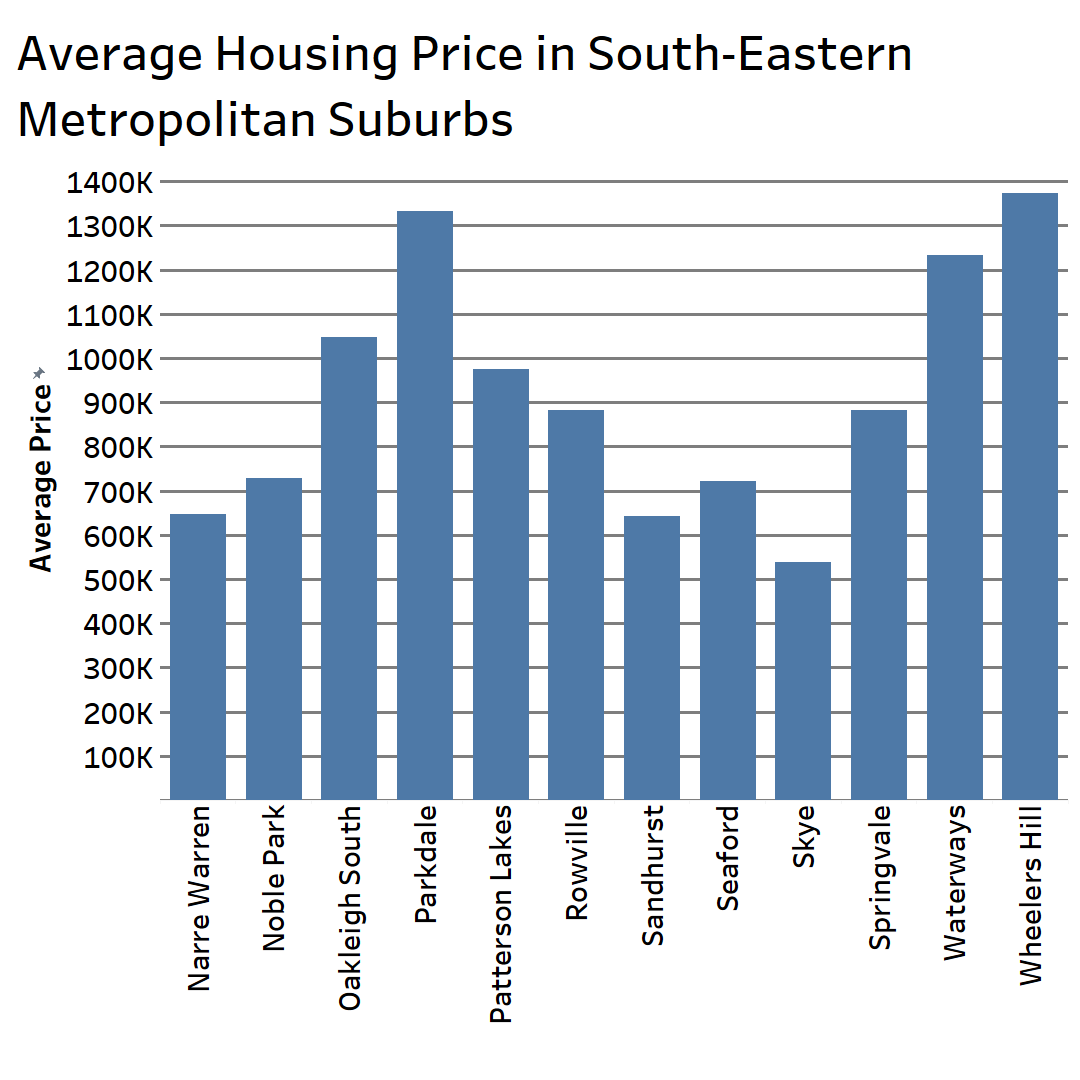 Average Housing Price in South-Eastern
Metropolitan Suburbs
1400K
1300K
1200K
1100K
1000K
900K
800K
700K
600K
500K
400K
300K
200K
100K
Average Price
Narre Warren
Noble Park
Oakleigh South
Parkdale
Patterson Lakes
Rowville
Sandhurst
Seaford
Skye
Springvale
Waterways
Wheelers Hill